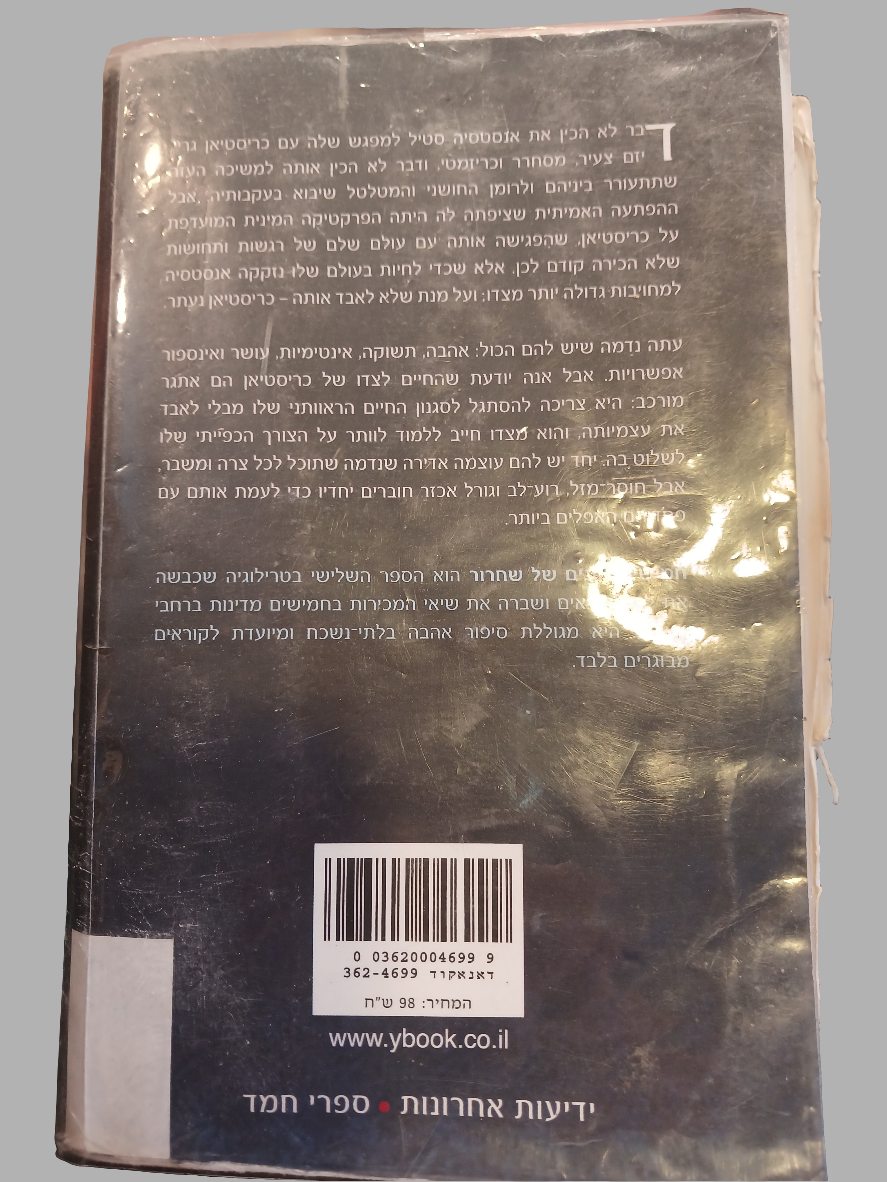 דבר לא הכין את אנסטסיה סטיל למפגש שלה עם כריסטיאן גריי,
יזם צעיר, מסחרר וכריזמטי, ודבר לא הכין אותה למשיכה העזה
שתתעורר ביניהם ולרומן החושני והמטלטל שיבוא בעקבותיה. אבל
ההפתעה האמיתית שציפתה לה היתה הפרקטיקה המינית המועדפת
על כריסטיאן, שהפגישה אותה עם עולם שלם של רגשות ותחושות
שלא הכירה קודם לכן. אלא שכדי לחיות בעולם שלו נזקקה אנסטסיה
למחויבות גדולה יותר מצדו; ועל מנת שלא לאבד אותה – כריסטיאן נעתר.
עתה נדמה שיש להם הכול: אהבה, תשוקה, אינטימיות, עושר ואינספור
אפשרויות. אבל אנה יודעת שהחיים לצדו של כריסטיאן הם אתגר
מורכב: היא צריכה להסתגל לסגנון החיים הראוותני שלו מבלי לאבד
את עצמיותה, והוא מצדו חייב ללמוד לוותר על הצורך הכפייתי שלו
לשלוט בה. יחד יש להם עוצמה אדירה שנדמה שתוכל לכל צרה ומשבר,
אבל חוסר־מזל, רוע־לב וגורל אכזר חוברים יחדיו כדי לעמת אותם עם
האפלים ביותר.
של שחרור הוא הספר השלישי בטרילוגיה שכבשה
ושברה את שיאי המכירות בחמישים מדינות ברחבי
היא מגוללת סיפור אהבה בלתי־נשכח ומיועדת לקוראים
מבוגרים בלבד.
0 03620004699 9
דאנאקוד 362-4699
המחיר: 98 ש"ח
www.ybook.co.il
ידיעות אחרונות • ספרי חמד